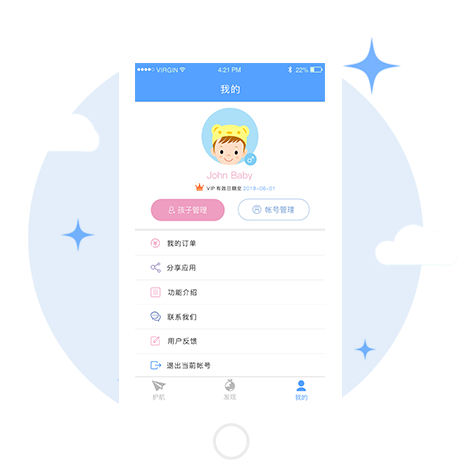 VIRGIN 4:21 PM 22%
我的
John Baby
VIP 有效日期至 2018-06-01
孩子管理 帐号管理
我的订单
分享应用
功能介绍
联系我们
用户反馈
退出当前帐号
护航 发现 我的